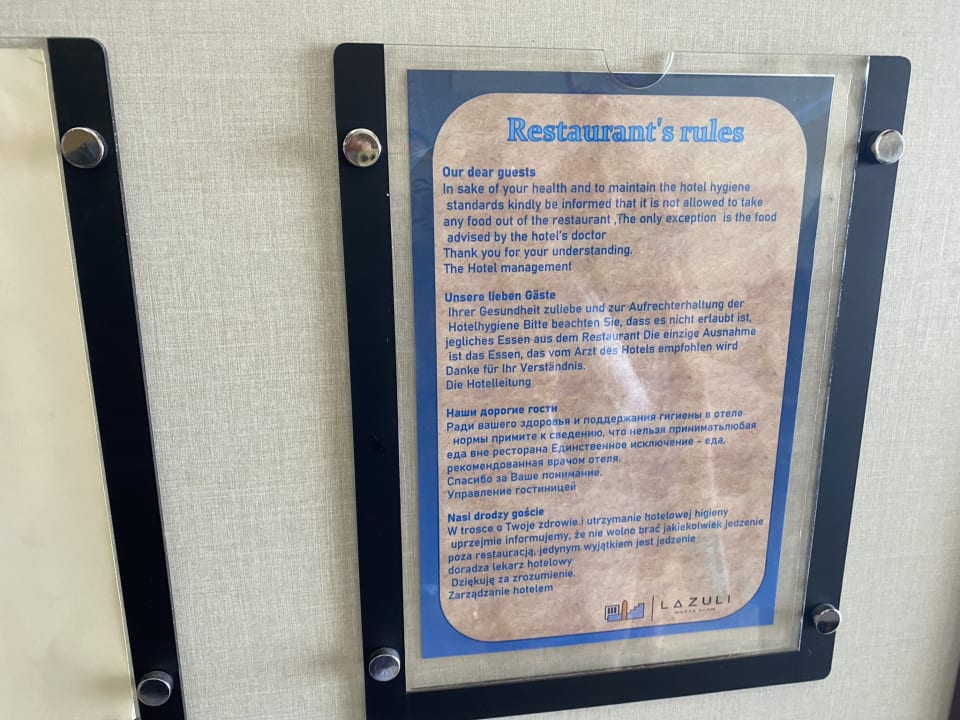 Restaurant's rules
Our dear guests
In sake of your health and to maintain the hotel hygiene
standards kindly be informed that it is not allowed to take
any food out of the restaurant ,The only exception is the food
advised by the hotel's doctor
Thank you for your understanding.
The Hotel management
Unsere lieben Gäste
Ihrer Gesundheit zuliebe und zur Aufrechterhaltung der
Hotelhygiene Bitte beachten Sie, dass es nicht erlaubt ist,
jegliches Essen aus dem Restaurant Die einzige Ausnahme
ist das Essen, das vom Arzt des Hotels empfohlen wird
Danke für Ihr Verständnis.
Die Hotelleitung
Наши дорогие гости
Ради вашего здоровья и поддержания гигиены в отеле
нормы примите к сведению, что нельзя приниматьлюбая
еда вне ресторана Единственное исключение - еда,
рекомендованная врачом отеля.
Спасибо за Ваше понимание.
Управление гостиницей
Nasi drodzy goście
W trosce o Twoje zdrowie i utrzymanie hotelowej higieny
uprzejmie informujemy, że nie wolno brać jakiekolwiek jedzenie
poza restauracją, jedynym wyjątkiem jest jedzenie
doradza lekarz hotelowy
Dziękuję za zrozumienie.
Zarządzanie hotelem
LAZULI
MARSA ALAM